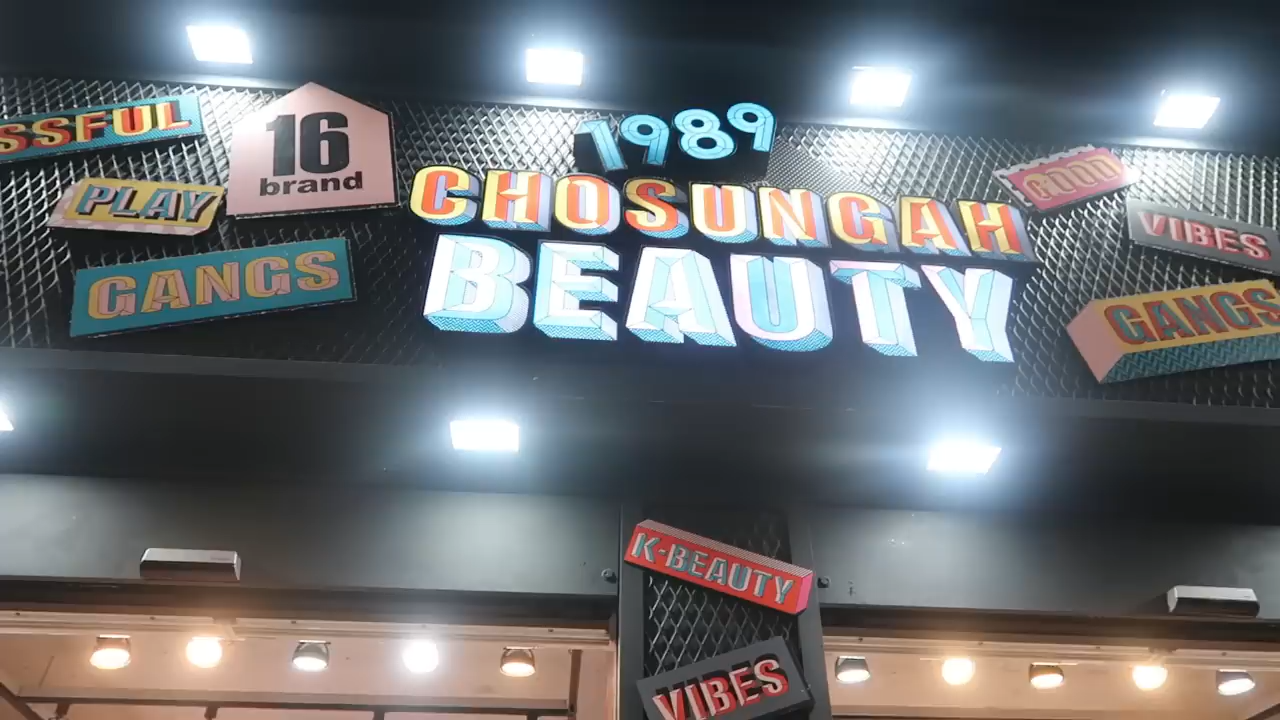 SSFUL
PLAY
GANGS
16
brand
1989
CHOSUNGAH
BEAUTY
GOOD
VIBES
GANGS
K-BEAUTY
VIBES